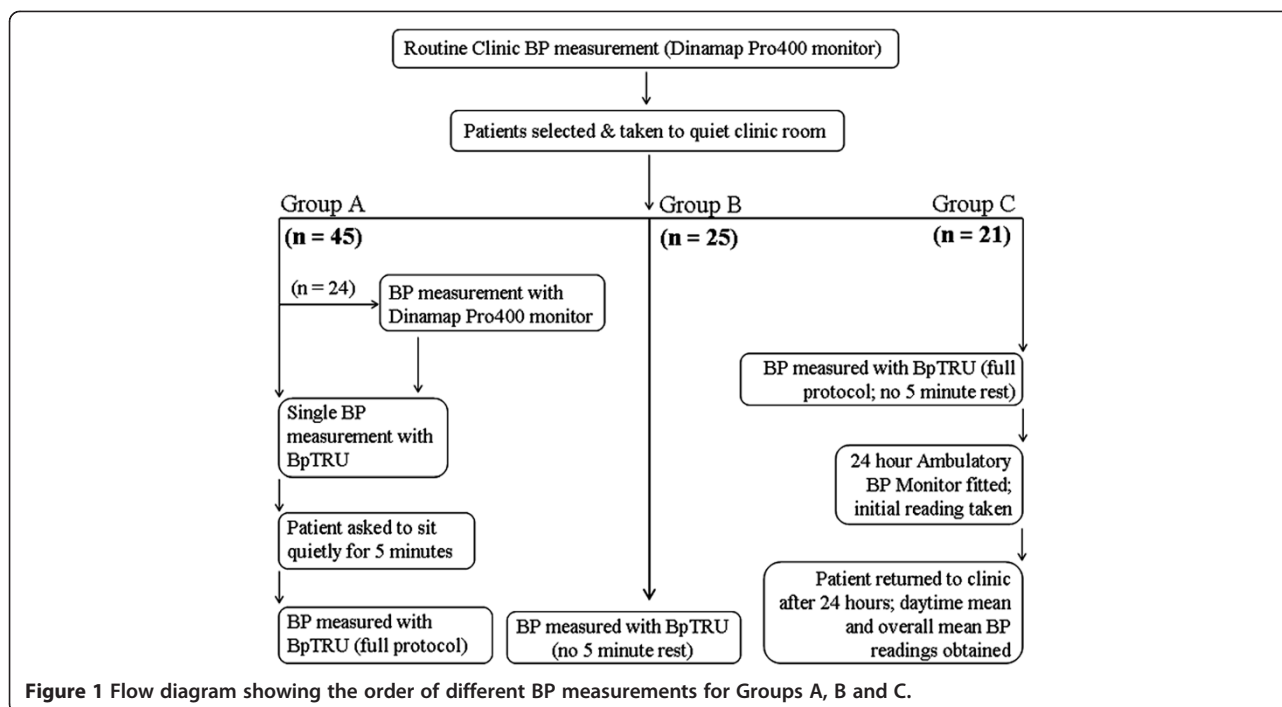 Routine Clinic BP measurement (Dinamap Pro400 monitor)
Patients selected & taken to quiet clinic room
Group A
(n = 45)
(n = 24)
BP measurement with
Dinamap Pro400 monitor
Single BP
measurement with
BpTRU
Patient asked to sit
quietly for 5 minutes
BP measured with
BpTRU (full protocol)
Group B
(n = 25)
BP measured with BpTRU
(no 5 minute rest)
Group C
(n = 21)
BP measured with BpTRU (full
protocol; no 5 minute rest)
24 hour Ambulatory
BP Monitor fitted;
initial reading taken
Patient returned to clinic
after 24 hours; daytime mean
and overall mean BP
readings obtained
Figure 1 Flow diagram showing the order of different BP measurements for Groups A, B and C.